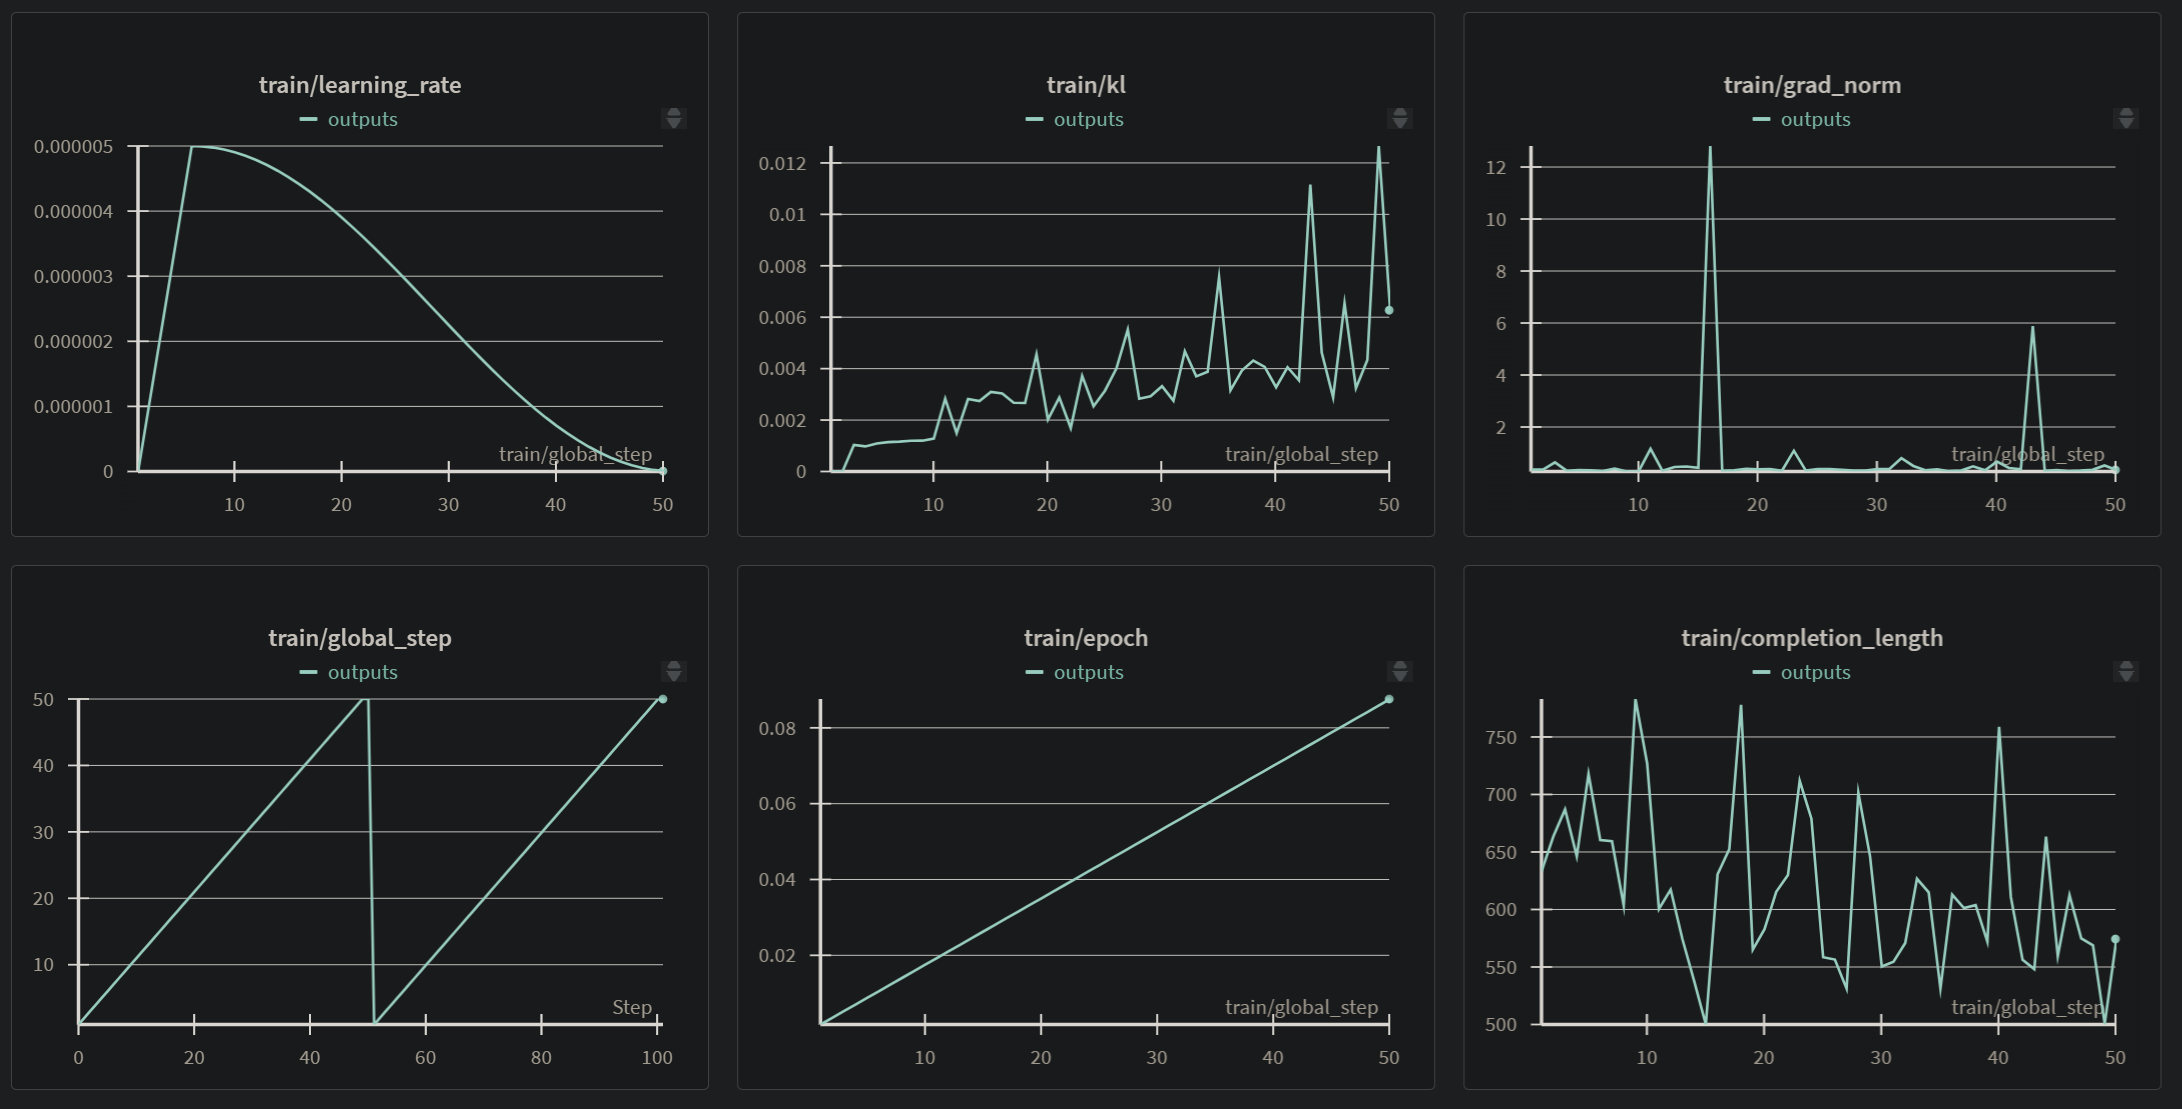 train/learning_rate
outputs
0.000005
0.000004
0.000003
0.000002
0.000001
0
train/global_step
10 20 30 40 50
train/kl
outputs
0.012
0.01
0.008
0.006
0.004
0.002
0
train/global_step
10 20 30 40 50
train/grad_norm
outputs
12
10
8
6
4
2
train/global_step
10 20 30 40 50
train/global_step
outputs
50
40
30
20
10
Step
0 20 40 60 80 100
train/epoch
outputs
0.08
0.06
0.04
0.02
train/global_step
10 20 30 40 50
train/completion_length
outputs
750
700
650
600
550
500
train/global_step
10 20 30 40 50